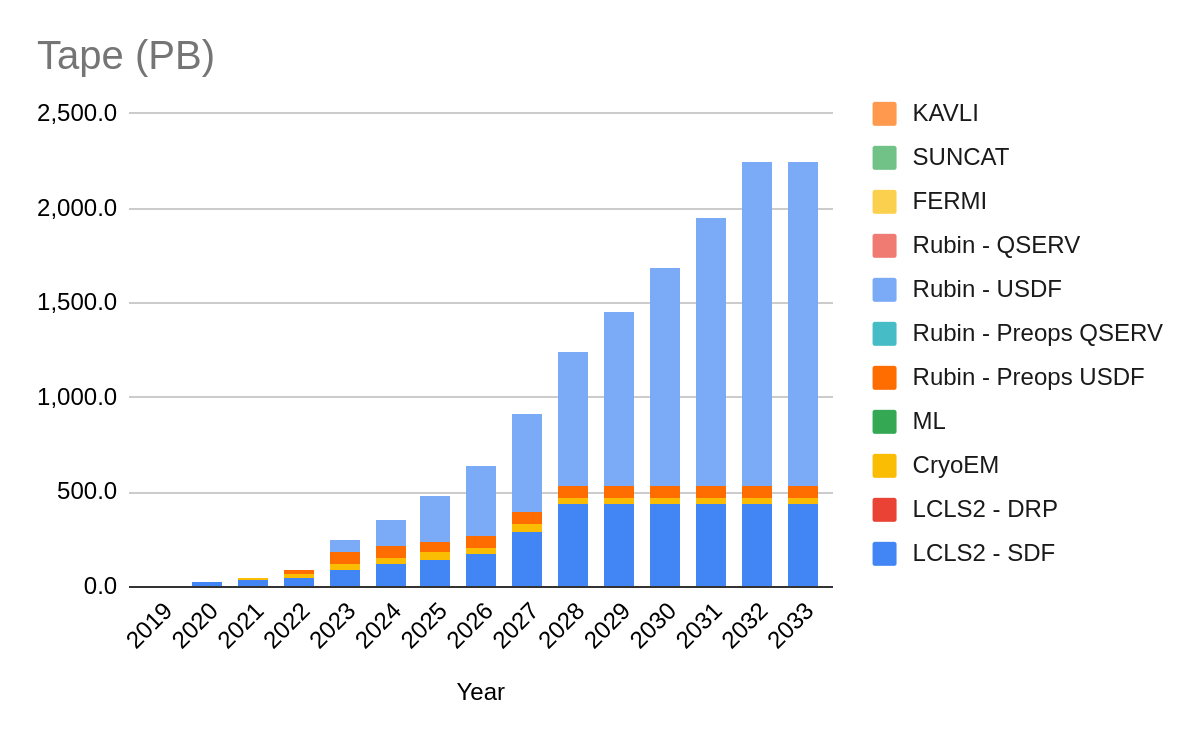 Tape (PB)
2,500.0
2,000.0
1,500.0
1,000.0
500.0
0.0
2019
2020
2021
2022
2023
2024
2025
2026
2027
2028
2029
2030
2031
2032
2033
Year
KAVLI
SUNCAT
FERMI
Rubin - QSERV
Rubin - USDF
Rubin - Preops QSERV
Rubin - Preops USDF
ML
CryoEM
LCLS2 - DRP
LCLS2 - SDF